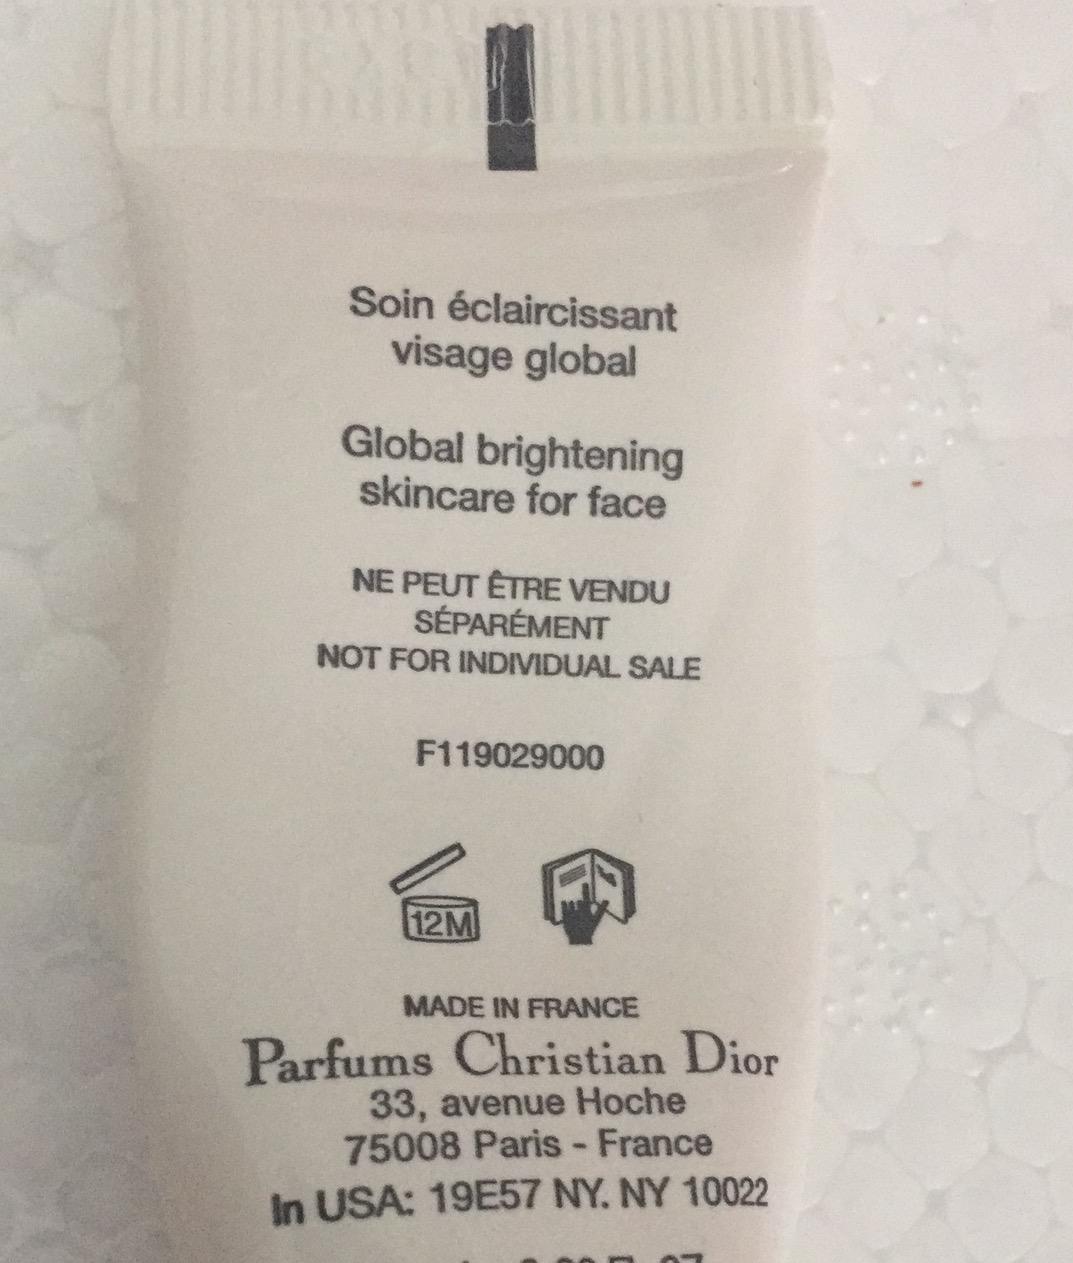 Soin éclaircissant
visage global
Global brightening
skincare for face
NE PEUT ÊTRE VENDU
SÉPARÉMENT
NOT FOR INDIVIDUAL SALE
F119029000
12M
MADE IN FRANCE
Parfums Christian Dior
33, avenue Hoche
75008 Paris - France
In USA: 19E57 NY. NY 10022